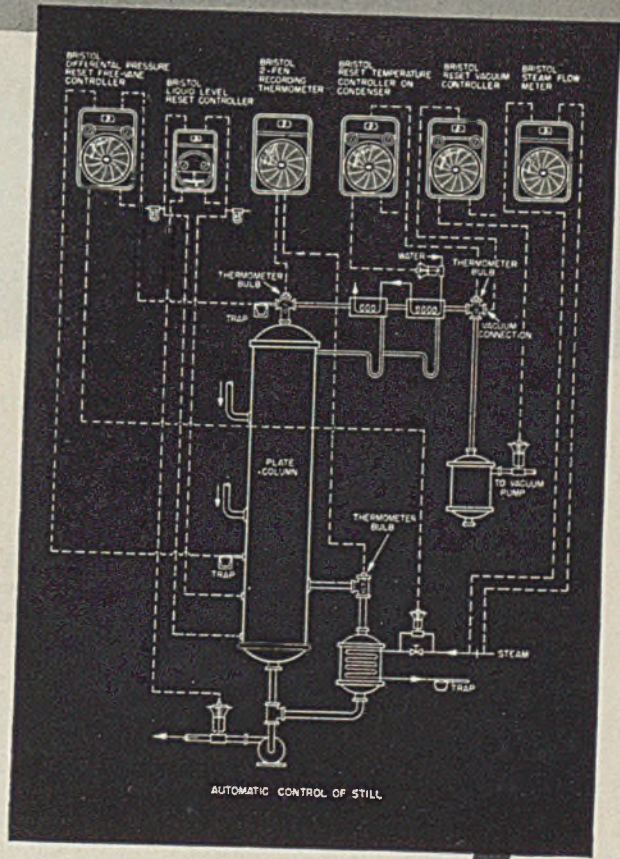 BRISTOL
DIFFERENTAL PRESSURE
RESET FREE-VANE
CONTROLLER
BRISTOL
LIQUID LEVEL
RESET CONTROLLER
BRISTOL
2-PEN
RECORDING
THERMOMETER
BRISTOL
RESET TEMPERATURE
CONTROLLER ON
CONDENSER
BRISTOL
RESET VACUUM
CONTROLLER
BRISTOL
STEAM FLOW
METER
THERMOMETER
BULB
TRAP
WATER
THERMOMETER
BULB
VACUUM
CONNECTION
PLATE
COLUMN
TO VACUUM
PUMP
THERMOMETER
BULB
TRAP
STEAM
TRAP
AUTOMATIC CONTROL OF STILL